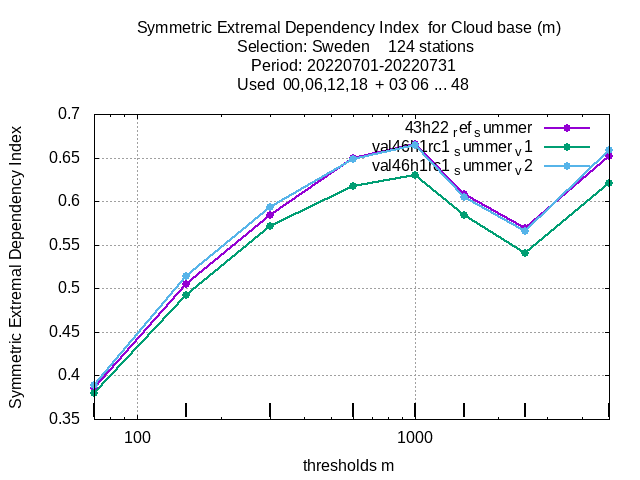 Symmetric Extremal Dependency Index  for Cloud base (m)
Selection: Sweden    124 stations
Period: 20220701-20220731
Used  00,06,12,18  + 03 06 ... 48
43h22 ref summer
val46h1rc1 summer v1
summer v2
0.7
0.65
0.6
0.55
0.5
0.45
0.4
0.35
Symmetric Extremal Dependency Index
100
1000
thresholds m